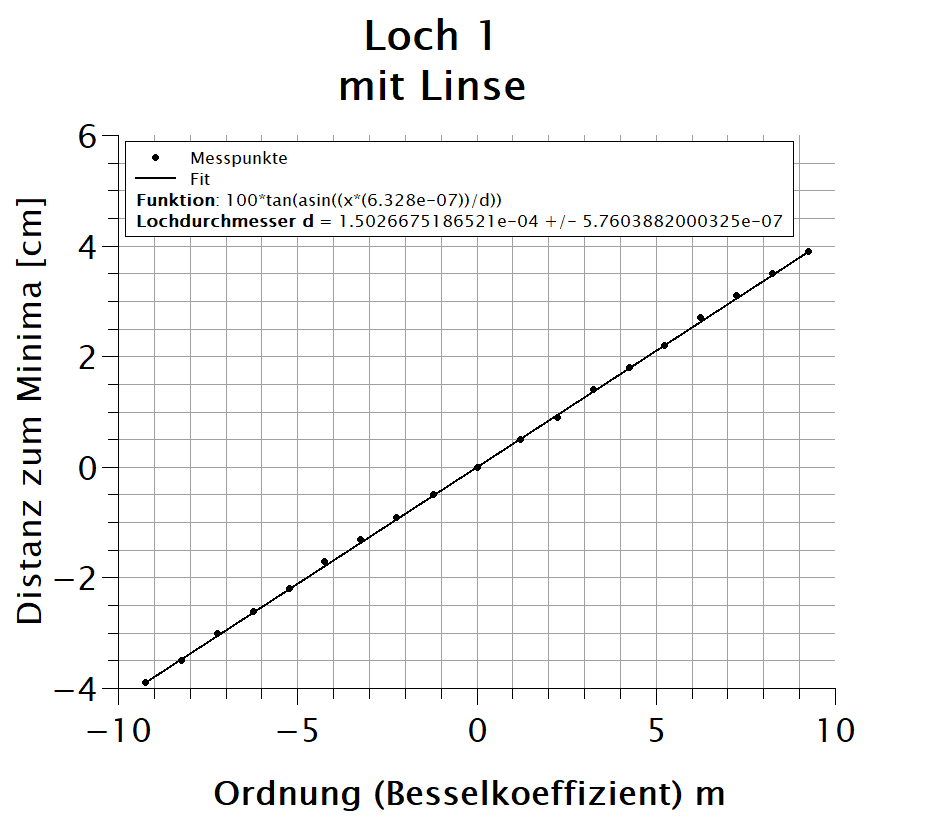 Loch 1
mit Linse
Messpunkte
Fit
Funktion: 100*tan(asin((x*(6.328e-07))/d))
Lochdurchmesser d = 1.5026675186521e-04 +/- 5.7603882000325e-07
Distanz zum Minima [cm]
6
4
2
0
−2
−4
−10
−5
0
5
10
Ordnung (Besselkoeffizient) m